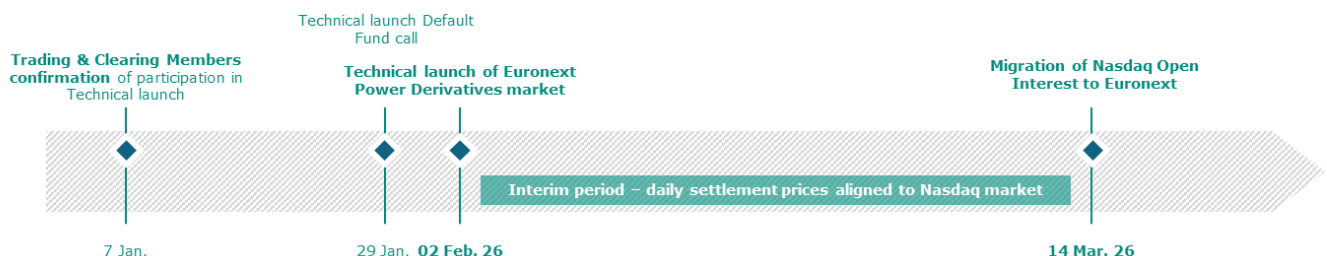 Technical launch Default
Fund call
Trading & Clearing Members
confirmation of participation in
Technical launch
Technical launch of Euronext
Power Derivatives market
Migration of Nasdaq Open
Interest to Euronext
Interim period – daily settlement prices aligned to Nasdaq market
7 Jan.
29 Jan.
02 Feb. 26
14 Mar. 26